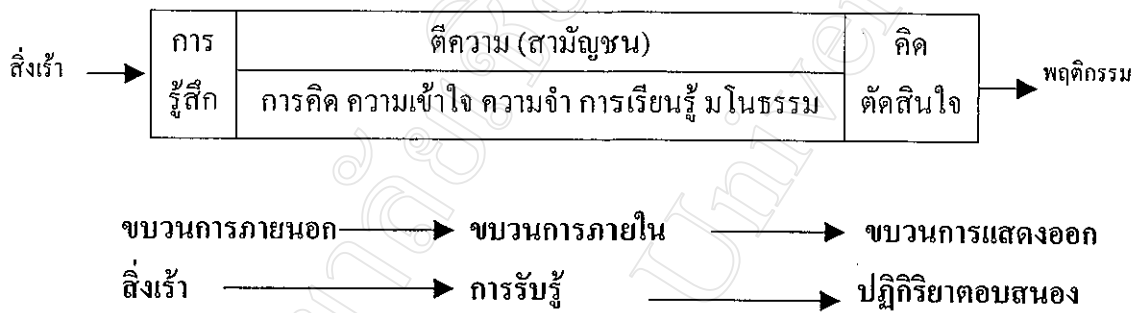 การ ตีความ (สามัญชน) คิด
สิ่งเร้า พฤติกรรม
รู้สึก การคิด ความเข้าใจ ความจำ การเรียนรู้ มโนธรรม ตัดสินใจ
ขบวนการภายนอก ขบวนการภายใน ขบวนการแสดงออก
สิ่งเร้า การรับรู้ ปฏิกิริยาตอบสนอง